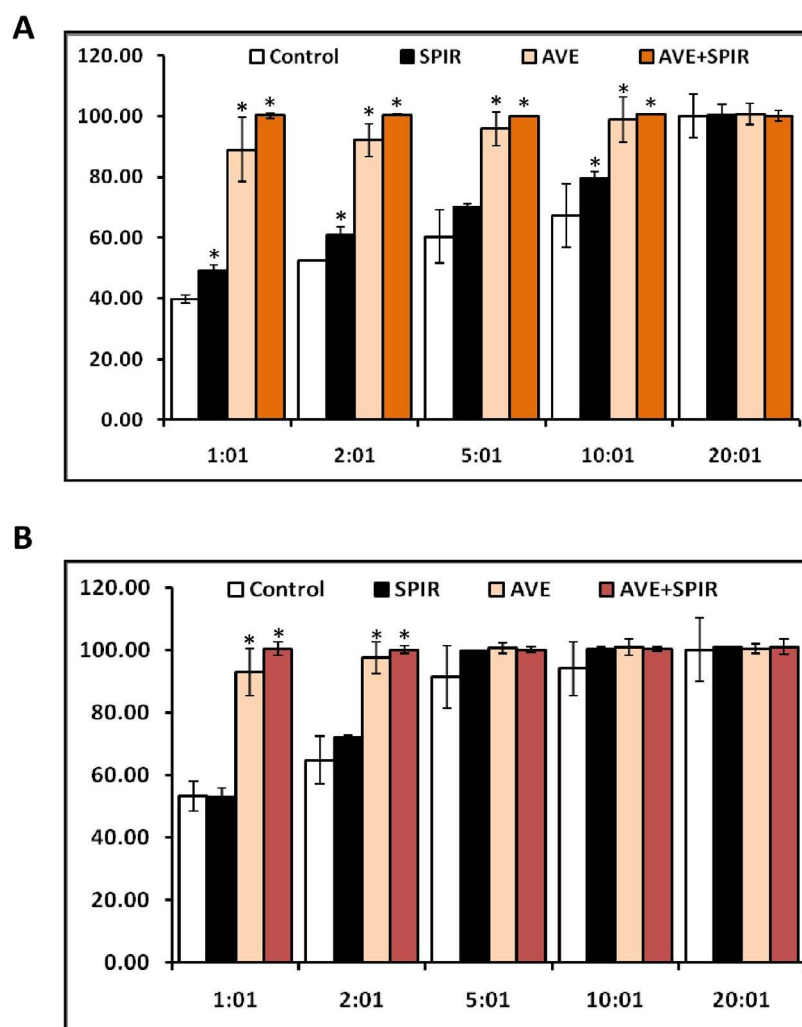 A
120.00
Control SPIR AVE AVE+SPIR
100.00
* * * * * * * * * * *
80.00
60.00
40.00
20.00
0.00
1:01 2:01 5:01 10:01 20:01
B
120.00
Control SPIR AVE AVE+SPIR
100.00
* * * *
80.00
60.00
40.00
20.00
0.00
1:01 2:01 5:01 10:01 20:01